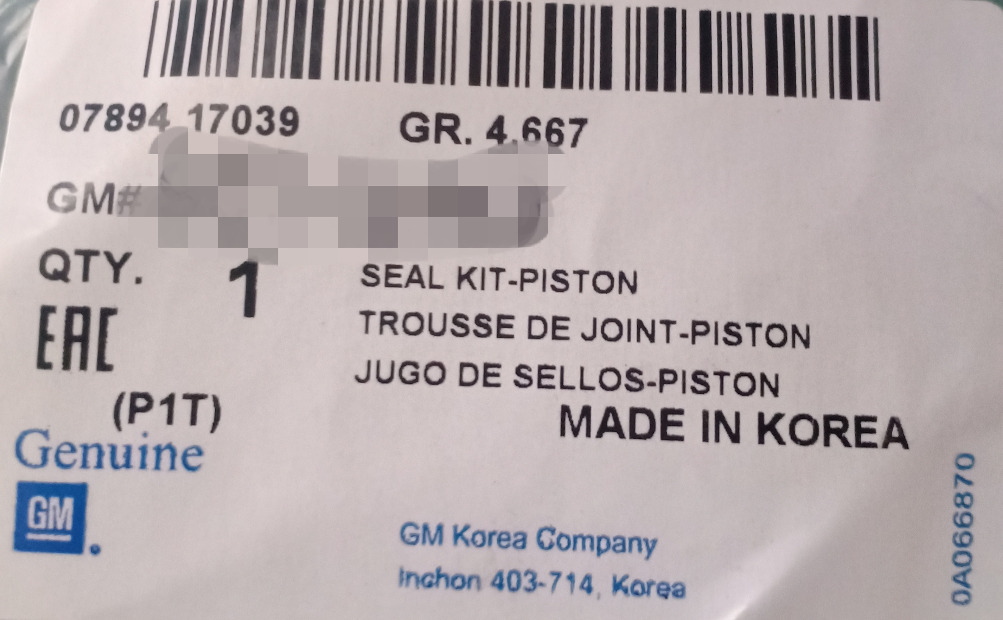 07894 17039 GR. 4.667
GM#
QTY. 1
SEAL KIT-PISTON
TROUSSE DE JOINT-PISTON
JUGO DE SELLOS-PISTON
EAC
(P1T)
MADE IN KOREA
Genuine
GM
GM Korea Company
Inchon 403-714, Korea
0A066870